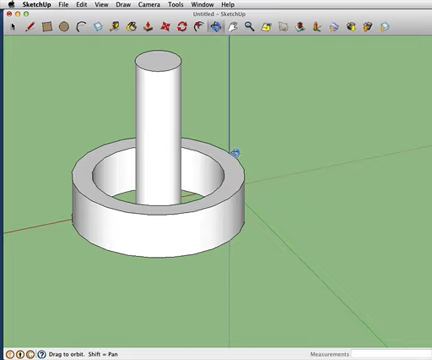 SketchUp File Edit View Draw Camera Tools Window Help
Untitled – SketchUp
Drag to orbit. Shift = Pan
Measurements